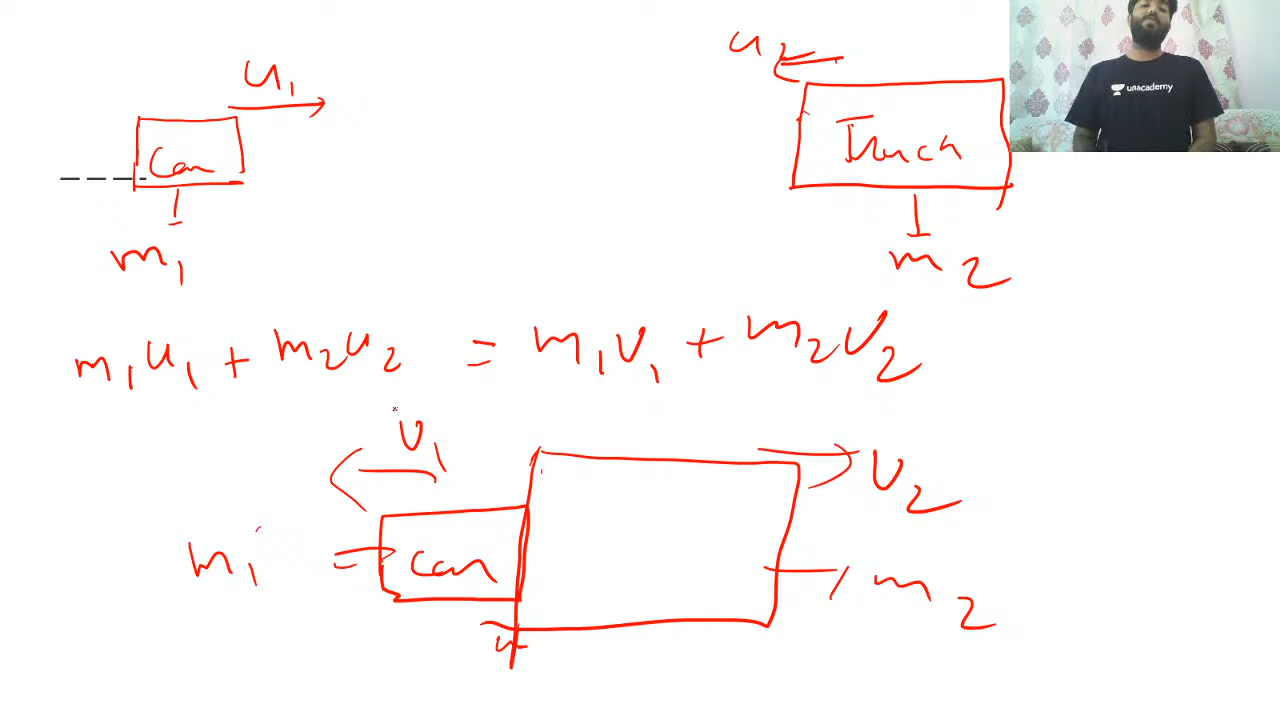 u₁
u₂
unacademy
Car
Truck
m₁
m₂
m₁u₁ + m₂u₂ = m₁v₁ + m₂v₂
v₁
v₂
m₁
Car
m₂